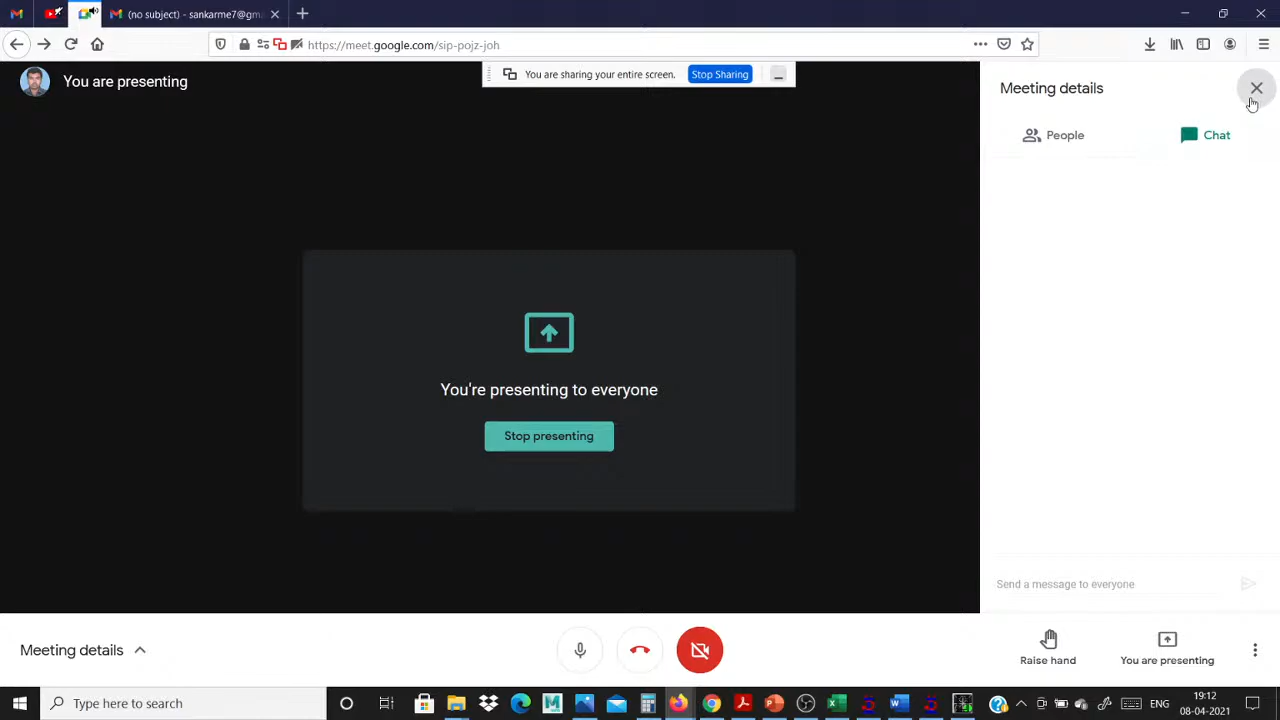 (no subject) - sankarme7@gma
https://meet.google.com/sip-pojz-joh
You are presenting
You are sharing your entire screen.
Stop Sharing
Meeting details
People
Chat
You're presenting to everyone
Stop presenting
Send a message to everyone
Meeting details
Raise hand
You are presenting
Type here to search
ENG
19:12
08-04-2021